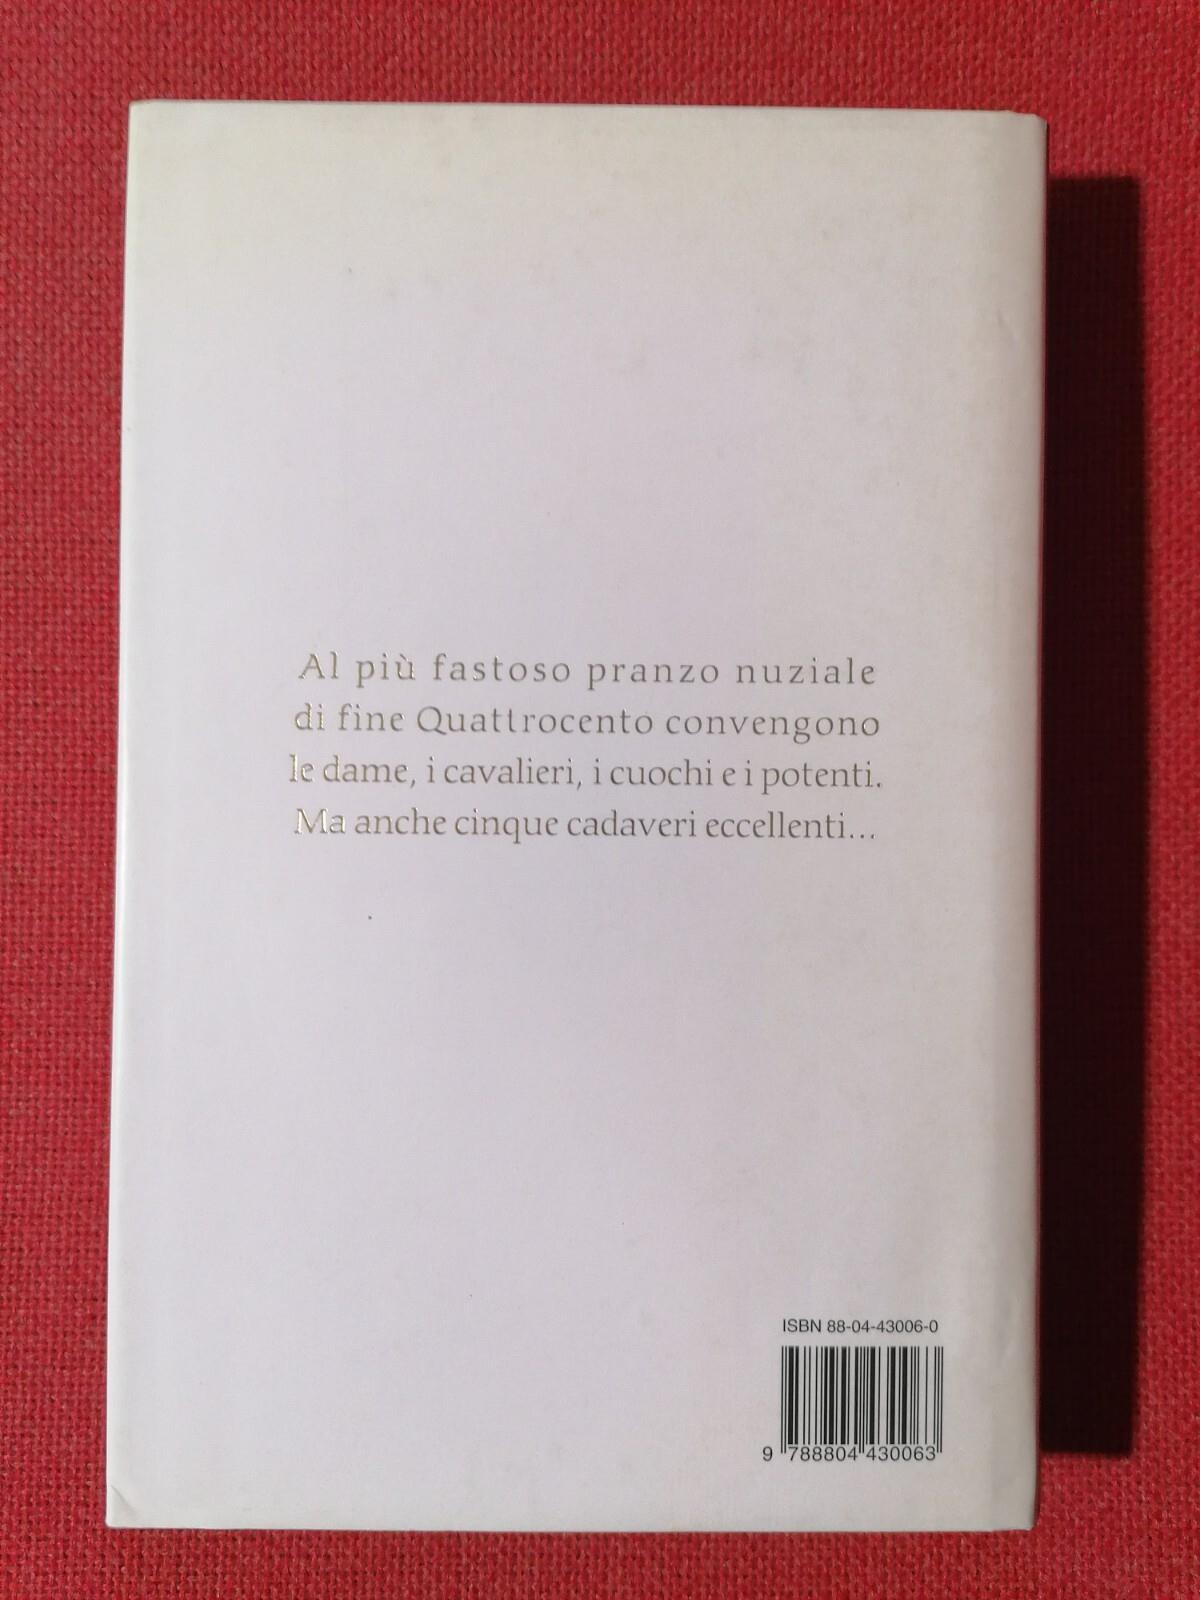 Al più fastoso pranzo nuziale
di fine Quattrocento convengono
le dame, i cavalieri, i cuochi e i potenti.
Ma anche cinque cadaveri eccellenti...
ISBN 88-04-43006-0
9 788804 430063